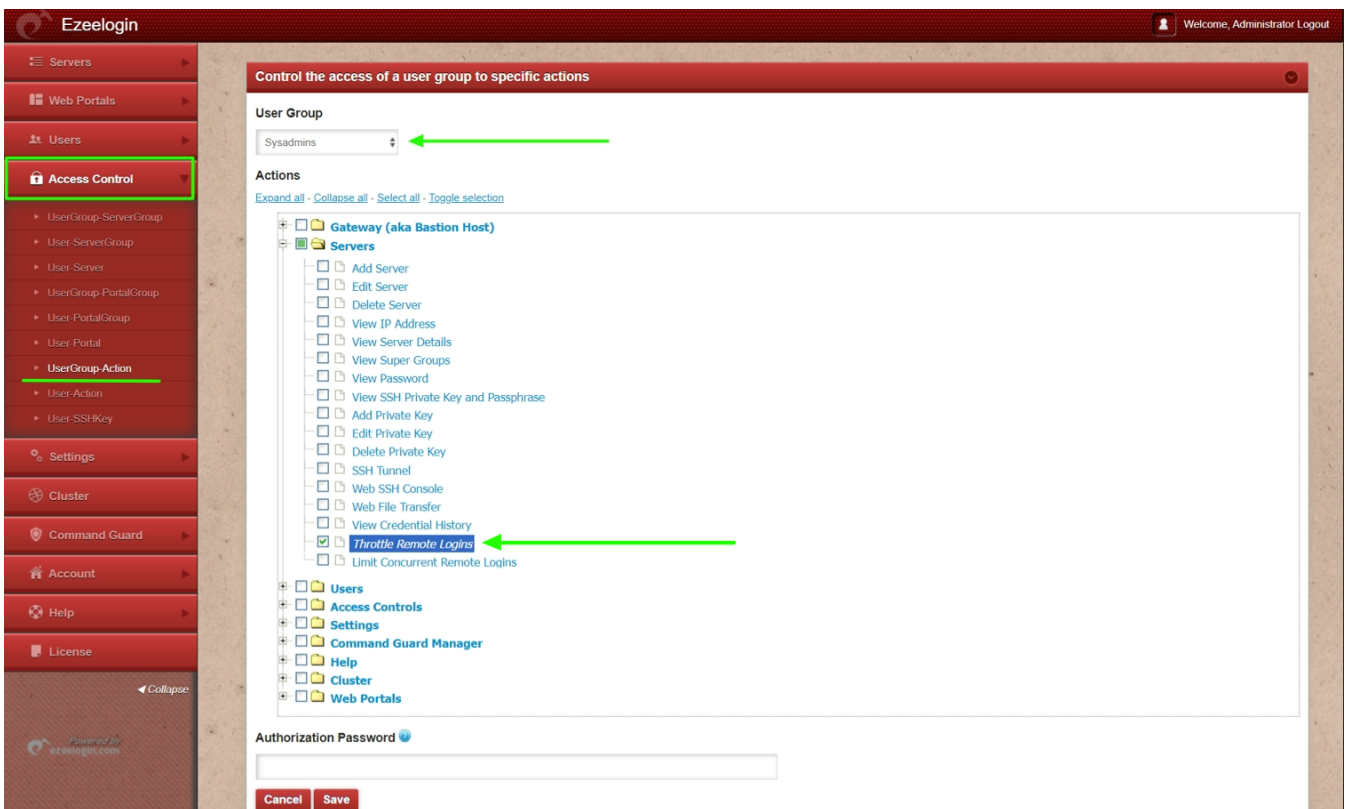 Ezeelogin
Welcome, Administrator Logout
Servers
Web Portals
Users
Access Control
UserGroup-ServerGroup
User-ServerGroup
User-Server
UserGroup-PortalGroup
User-PortalGroup
User-Portal
UserGroup-Action
User-Action
User-SSHKey
Settings
Cluster
Command Guard
Account
Help
License
Collapse
Powered by
ezeelogin.com
Control the access of a user group to specific actions
User Group
Sysadmins
Actions
Expand all - Collapse all - Select all - Toggle selection
Gateway (aka Bastion Host)
Servers
Add Server
Edit Server
Delete Server
View IP Address
View Server Details
View Super Groups
View Password
View SSH Private Key and Passphrase
Add Private Key
Edit Private Key
Delete Private Key
SSH Tunnel
Web SSH Console
Web File Transfer
View Credential History
Throttle Remote Logins
Limit Concurrent Remote Logins
Users
Access Controls
Settings
Command Guard Manager
Help
Cluster
Web Portals
Authorization Password
Cancel Save